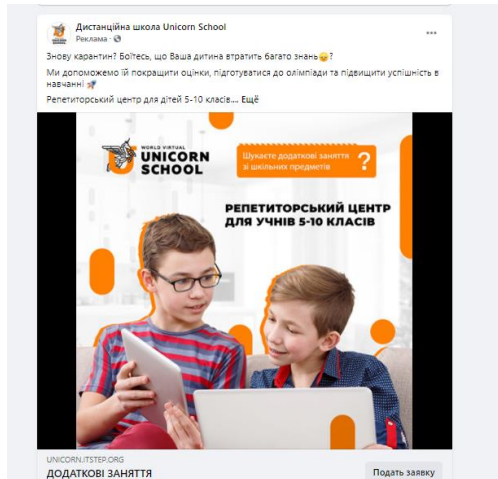 Дистанційна школа Unicorn School
Реклама ·
Знову карантин? Боїтесь, що Ваша дитина втратить багато знань😔?
Ми допоможемо їй покращити оцінки, підготуватися до олімпіади та підвищити успішність в
навчанні 🚀
Репетиторський центр для дітей 5-10 класів.... Ещё
WORLD VIRTUAL
UNICORN
SCHOOL
Шукаєте додаткові заняття
зі шкільних предметів
?
РЕПЕТИТОРСЬКИЙ ЦЕНТР
ДЛЯ УЧНІВ 5-10 КЛАСІВ
UNICORN.ITSTEP.ORG
ДОДАТКОВІ ЗАНЯТТЯ
Подать заявку